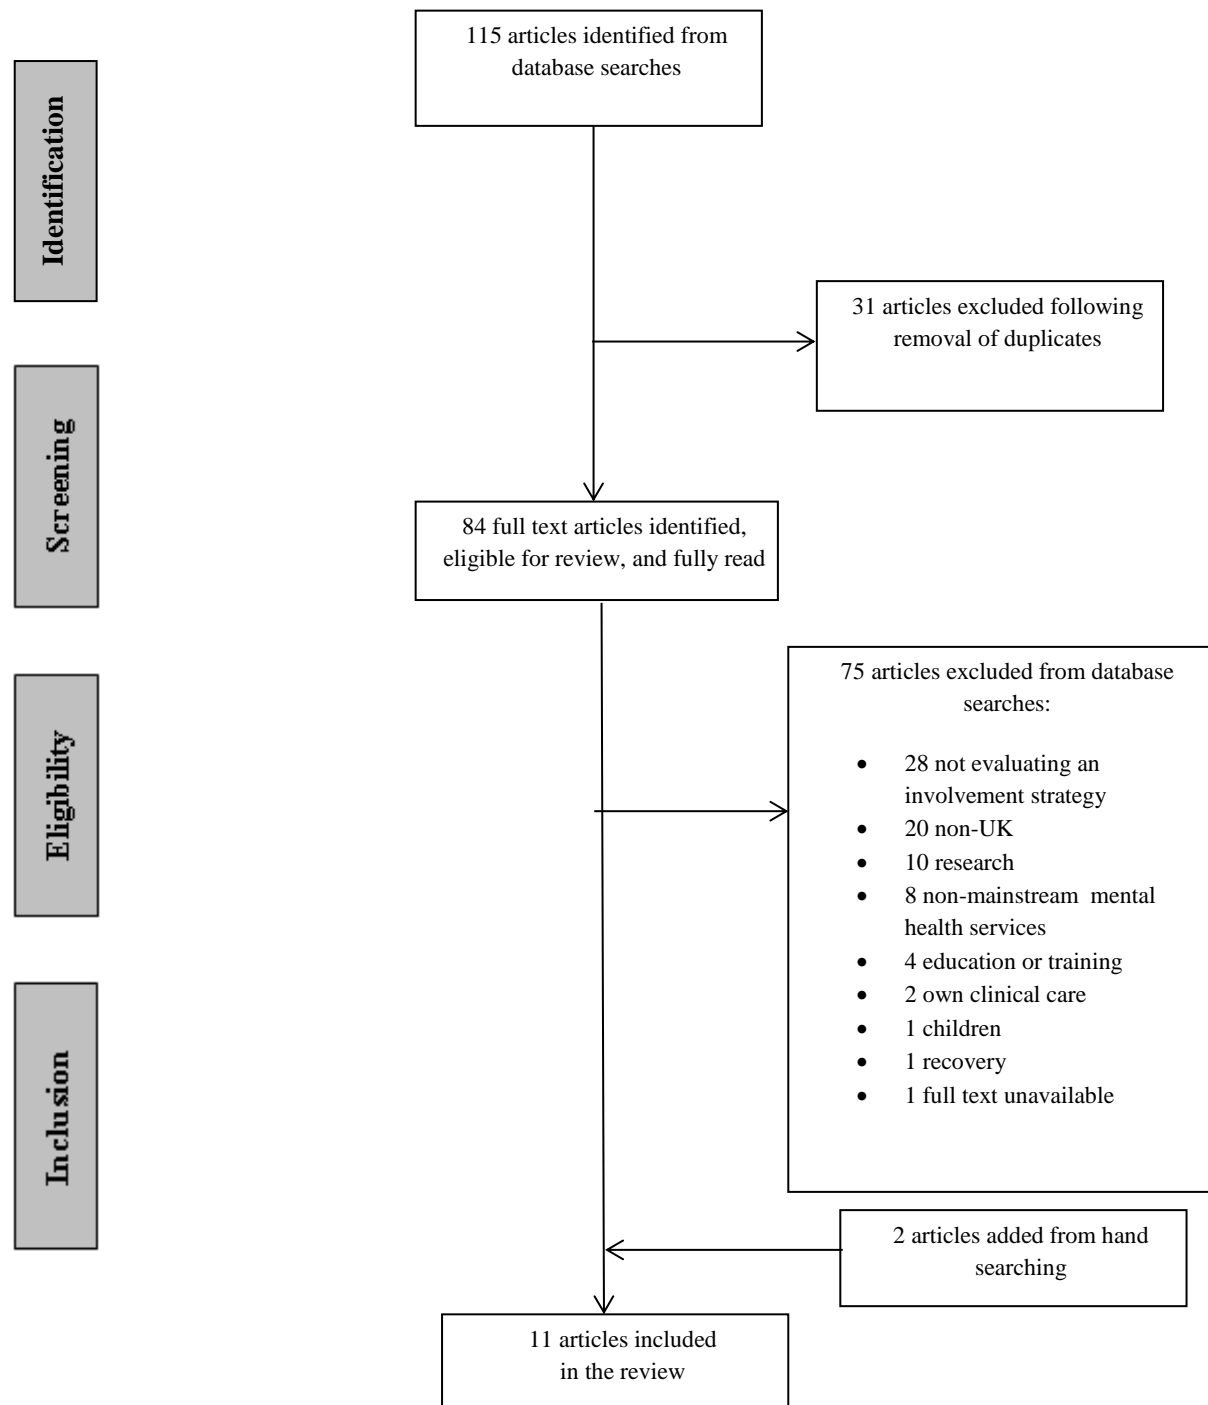 115 articles identified from
database searches
Identification
31 articles excluded following
removal of duplicates
Screening
84 full text articles identified,
eligible for review, and fully read
75 articles excluded from database
searches:
• 28 not evaluating an
involvement strategy
• 20 non-UK
• 10 research
• 8 non-mainstream mental
health services
• 4 education or training
• 2 own clinical care
• 1 children
• 1 recovery
• 1 full text unavailable
Eligibility
Inclusion
2 articles added from hand
searching
11 articles included
in the review